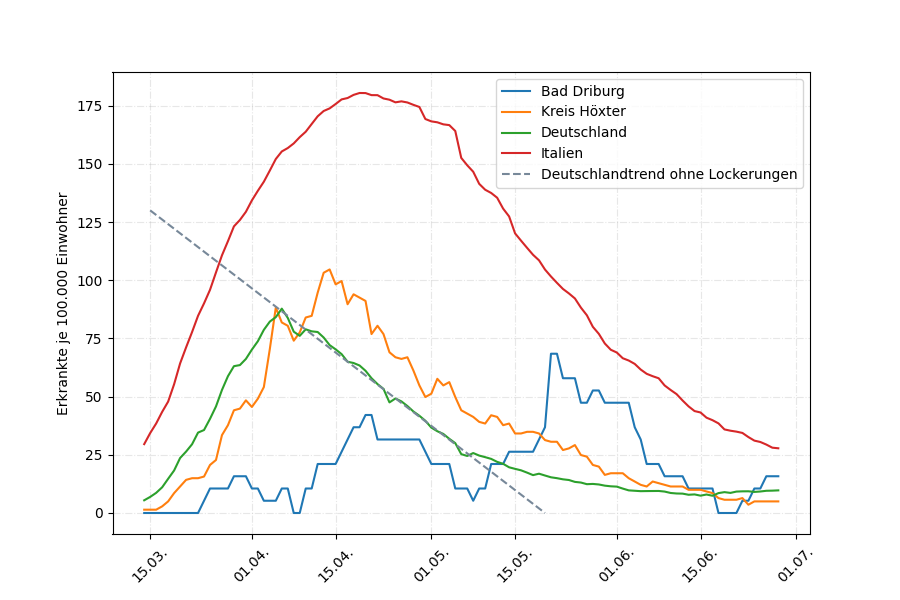 Bad Driburg
Kreis Höxter
Deutschland
Italien
Deutschlandtrend ohne Lockerungen
Erkrankte je 100.000 Einwohner
175
150
125
100
75
50
25
0
15.03.
01.04.
15.04.
01.05.
15.05.
01.06.
15.06.
01.07.